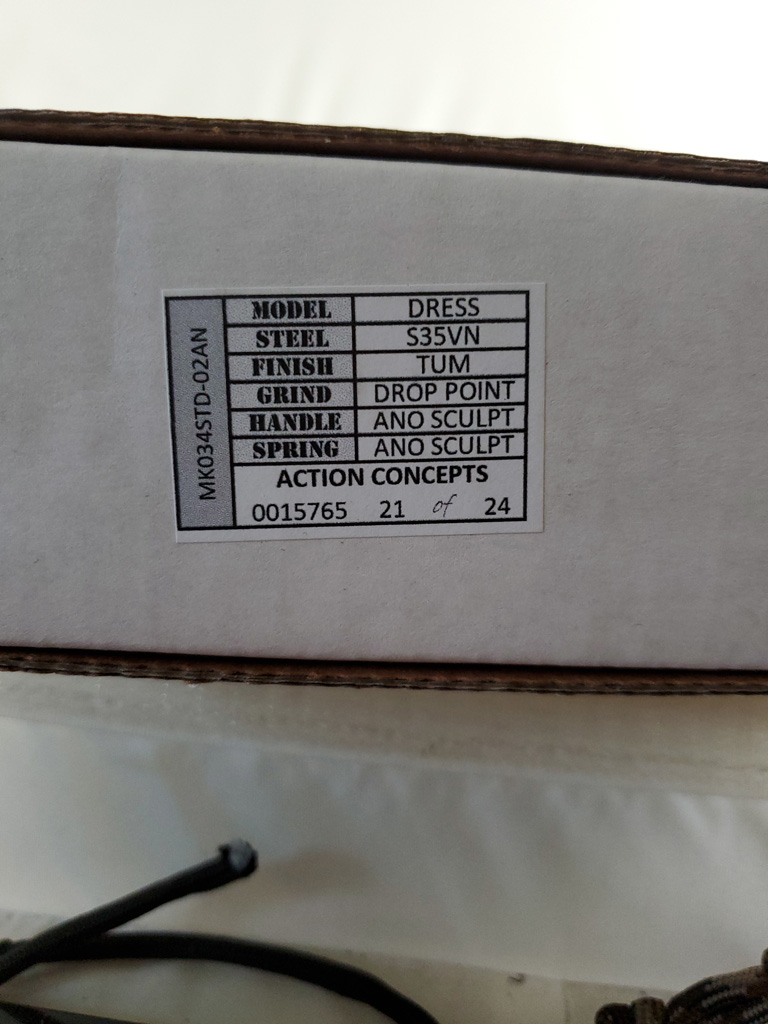 MK034STD-02AN
MODEL DRESS
STEEL S35VN
FINISH TUM
GRIND DROP POINT
HANDLE ANO SCULPT
SPRING ANO SCULPT
ACTION CONCEPTS
0015765 21 of 24